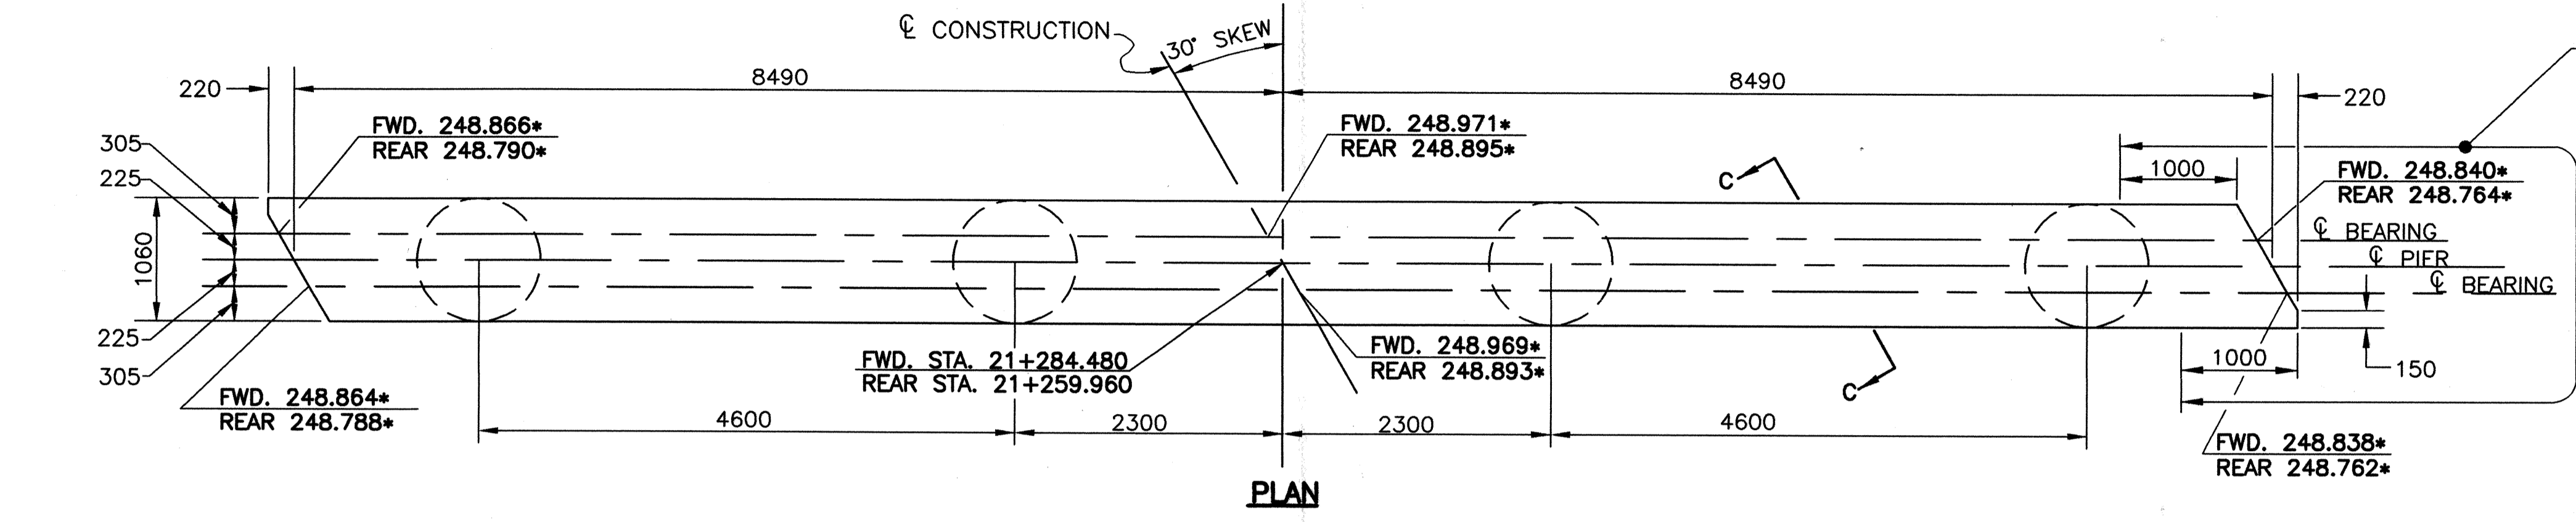 ℄ CONSTRUCTION
30° SKEW
8490
8490
220
220
FWD. 248.866*
REAR 248.790*
FWD. 248.971*
REAR 248.895*
305
225
1060
225
305
C
1000
FWD. 248.840*
REAR 248.764*
℄ BEARING
℄ PIER
℄ BEARING
FWD. STA. 21+284.480
REAR STA. 21+259.960
FWD. 248.969*
REAR 248.893*
C
1000
150
FWD. 248.864*
REAR 248.788*
4600
2300
2300
4600
FWD. 248.838*
REAR 248.762*
PLAN